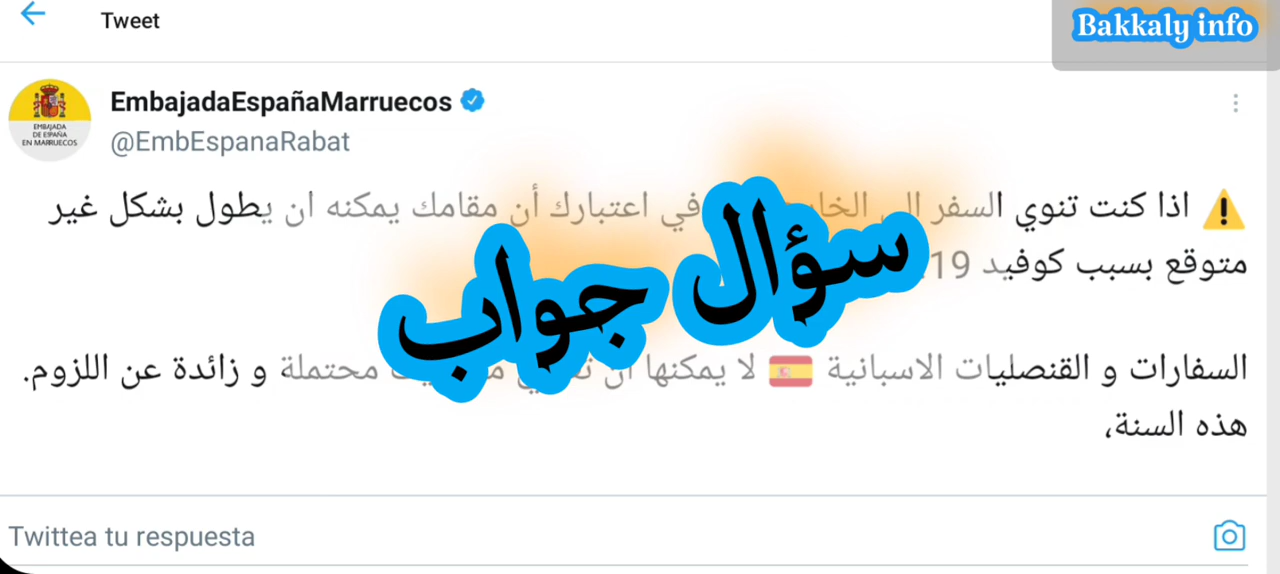 Tweet
Bakkaly info
EmbajadaEspañaMarruecos
@EmbEspanaRabat
EMBAJADA
DE ESPAÑA
EN MARRUECOS
⚠️ اذا كنت تنوي السفر في اعتبارك أن مقامك يمكنه ان يطول بشكل غير
متوقع بسبب كوفيد 19
سؤال جواب
السفارات و القنصليات الاسبانية 🇪🇸 لا يمكنها محتملة و زائدة عن اللزوم.
هذه السنة،
Twittea tu respuesta